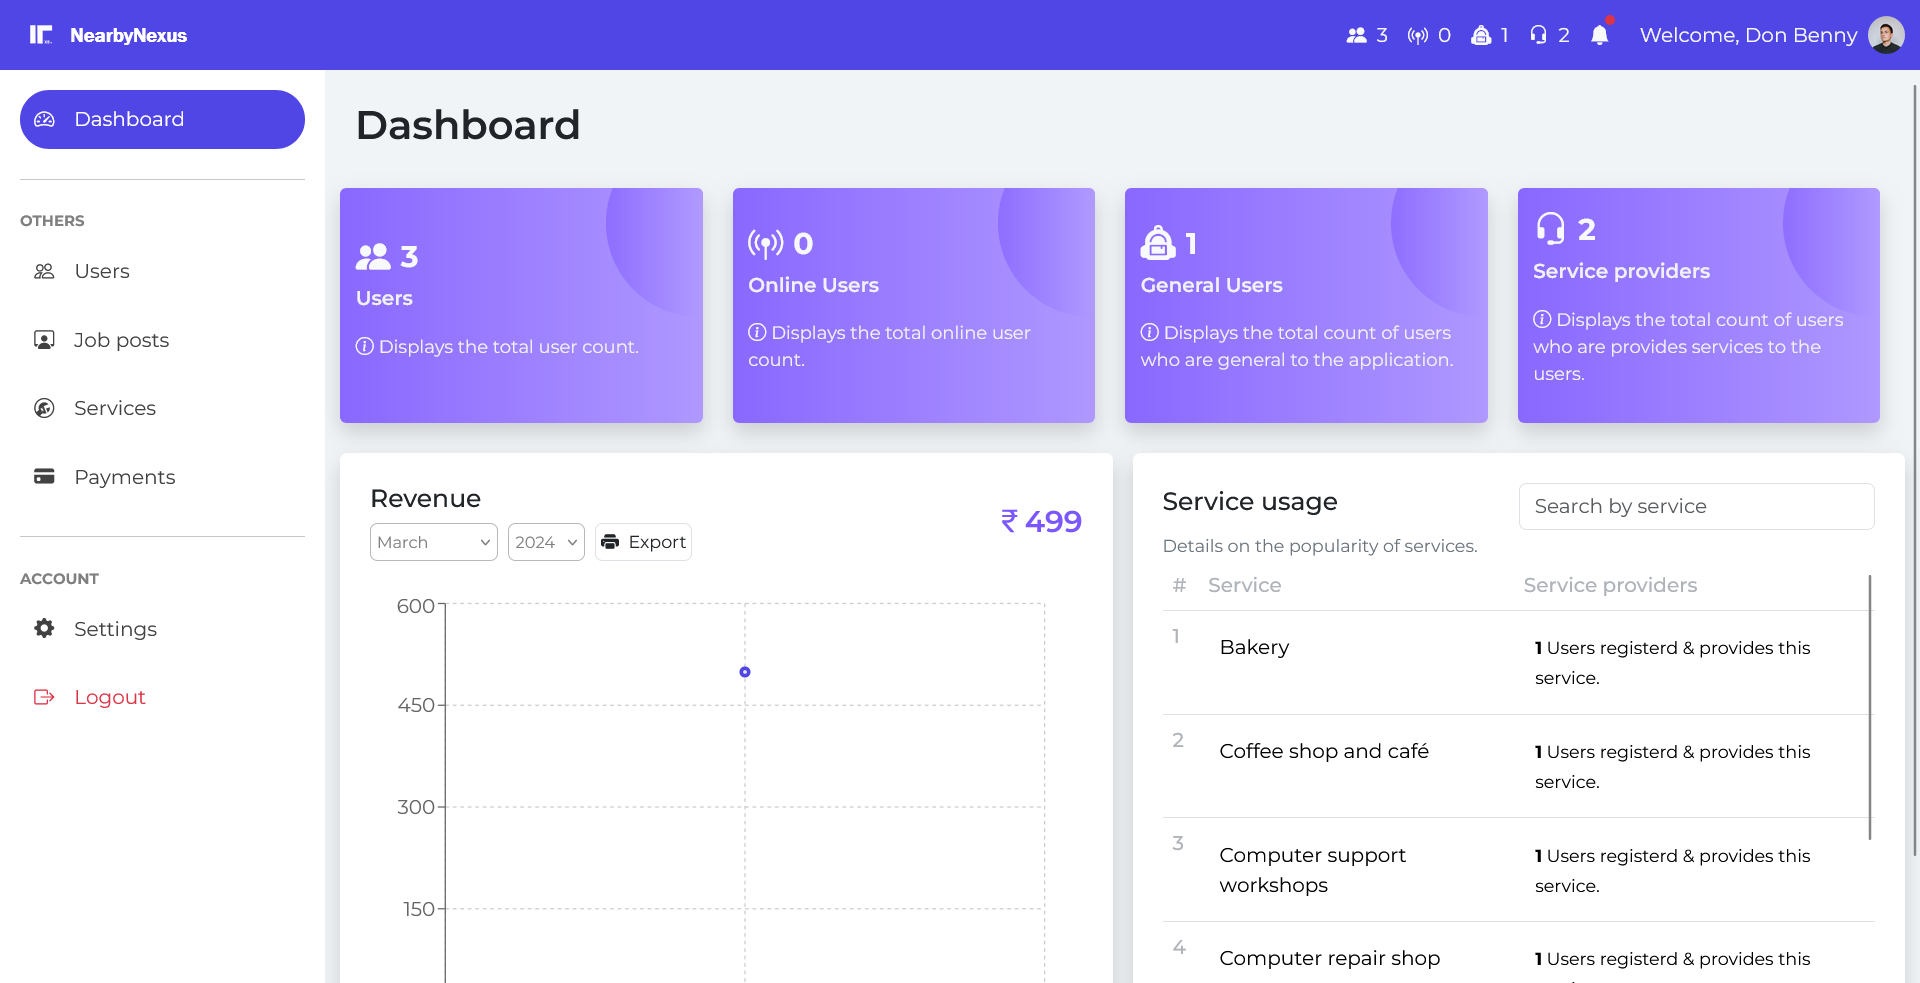 NearbyNexus
3 0 1 2 Welcome, Don Benny
Dashboard
OTHERS
Users
Job posts
Services
Payments
ACCOUNT
Settings
Logout
Dashboard
3
Users
Displays the total user count.
0
Online Users
Displays the total online user
count.
1
General Users
Displays the total count of users
who are general to the application.
2
Service providers
Displays the total count of users
who are provides services to the
users.
Revenue
March 2024 Export
₹ 499
600
450
300
150
Service usage
Search by service
Details on the popularity of services.
# Service Service providers
1 Bakery 1 Users registerd & provides this
service.
2 Coffee shop and café 1 Users registerd & provides this
service.
3 Computer support 1 Users registerd & provides this
workshops service.
4 Computer repair shop 1 Users registerd & provides this